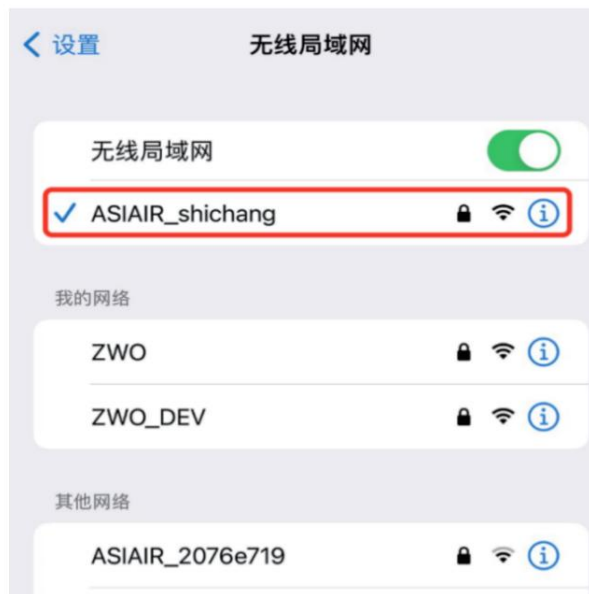 设置 无线局域网
无线局域网
ASIAIR_shichang
我的网络
ZWO
ZWO_DEV
其他网络
ASIAIR_2076e719